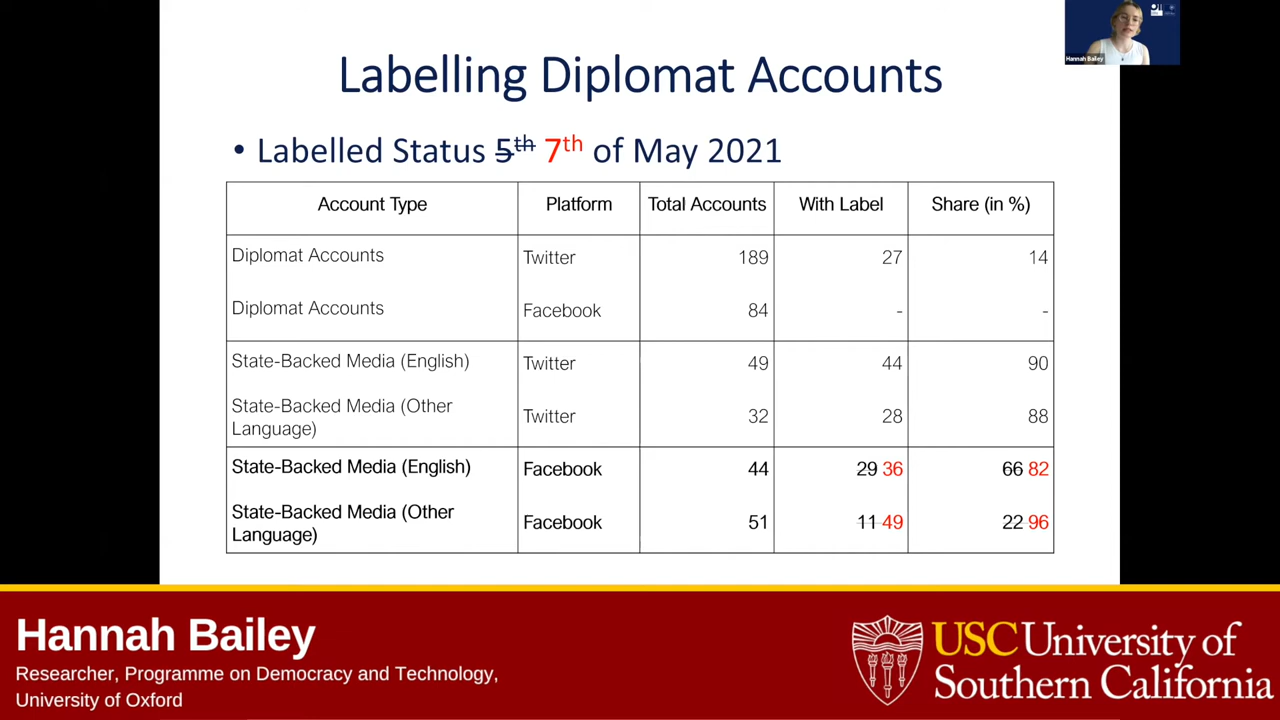 Labelling Diplomat Accounts
Hannah Bailey
• Labelled Status 5th 7th of May 2021
Account Type Platform Total Accounts With Label Share (in %)
Diplomat Accounts Twitter 189 27 14
Diplomat Accounts Facebook 84 - -
State-Backed Media (English) Twitter 49 44 90
State-Backed Media (Other
Language) Twitter 32 28 88
State-Backed Media (English) Facebook 44 29 36 66 82
State-Backed Media (Other
Language) Facebook 51 11 49 22 96
Hannah Bailey
Researcher, Programme on Democracy and Technology,
University of Oxford
USC University of
Southern California